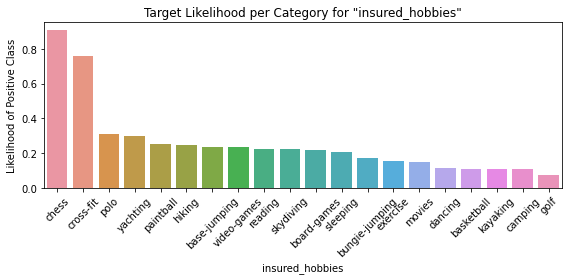 Target Likelihood per Category for "insured_hobbies"
Likelihood of Positive Class
0.8
0.6
0.4
0.2
0.0
chess
cross-fit
polo
yachting
paintball
hiking
base-jumping
video-games
reading
skydiving
board-games
sleeping
bungie-jumping
exercise
movies
dancing
basketball
kayaking
camping
golf
insured_hobbies